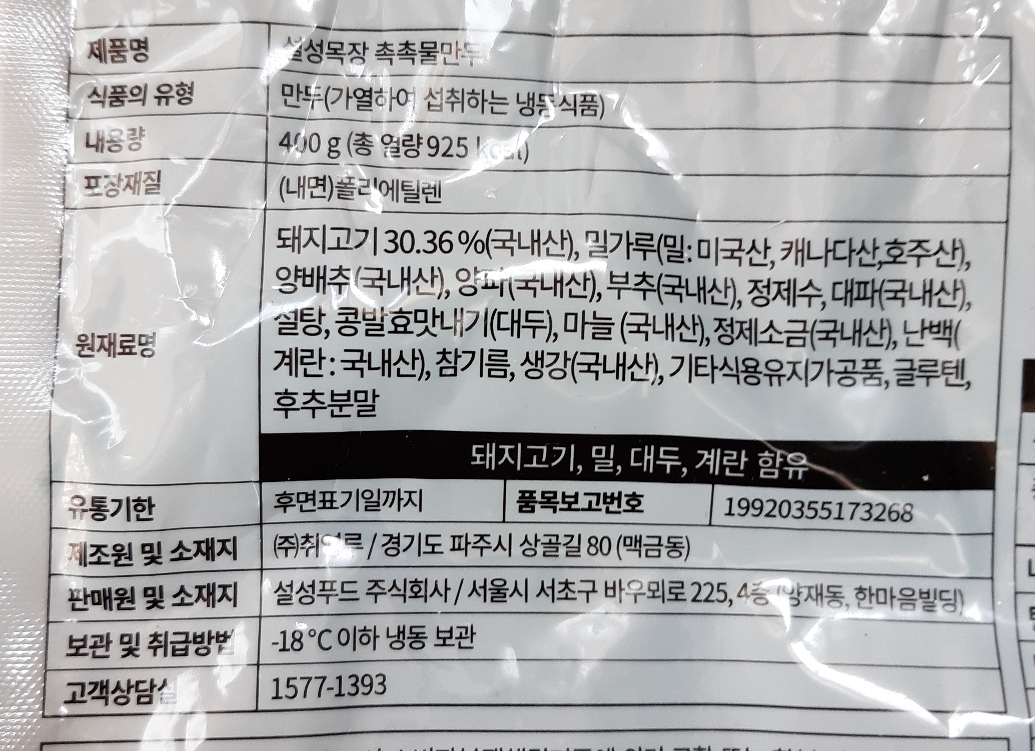 제품명 설성목장 촉촉물만두
식품의 유형 만두(가열하여 섭취하는 냉동식품)
내용량 400 g (총 열량 925 kcal)
포장재질 (내면)폴리에틸렌
원재료명
돼지고기 30.36 %(국내산), 밀가루(밀: 미국산, 캐나다산,호주산),
양배추(국내산), 양파(국내산), 부추(국내산), 정제수, 대파(국내산),
설탕, 콩발효맛내기(대두), 마늘 (국내산),정제소금(국내산), 난백(
계란 : 국내산), 참기름, 생강(국내산), 기타식용유지가공품, 글루텐,
후추분말
돼지고기, 밀, 대두, 계란 함유
유통기한 후면표기일까지 품목보고번호 19920355173268
제조원 및 소재지 (주)취영루 / 경기도 파주시 상골길 80 (맥금동)
판매원 및 소재지 설성푸드 주식회사 / 서울시 서초구 바우뫼로 225, 4층 (양재동, 한마음빌딩)
보관 및 취급방법 -18 ℃ 이하 냉동 보관
고객상담실 1577-1393